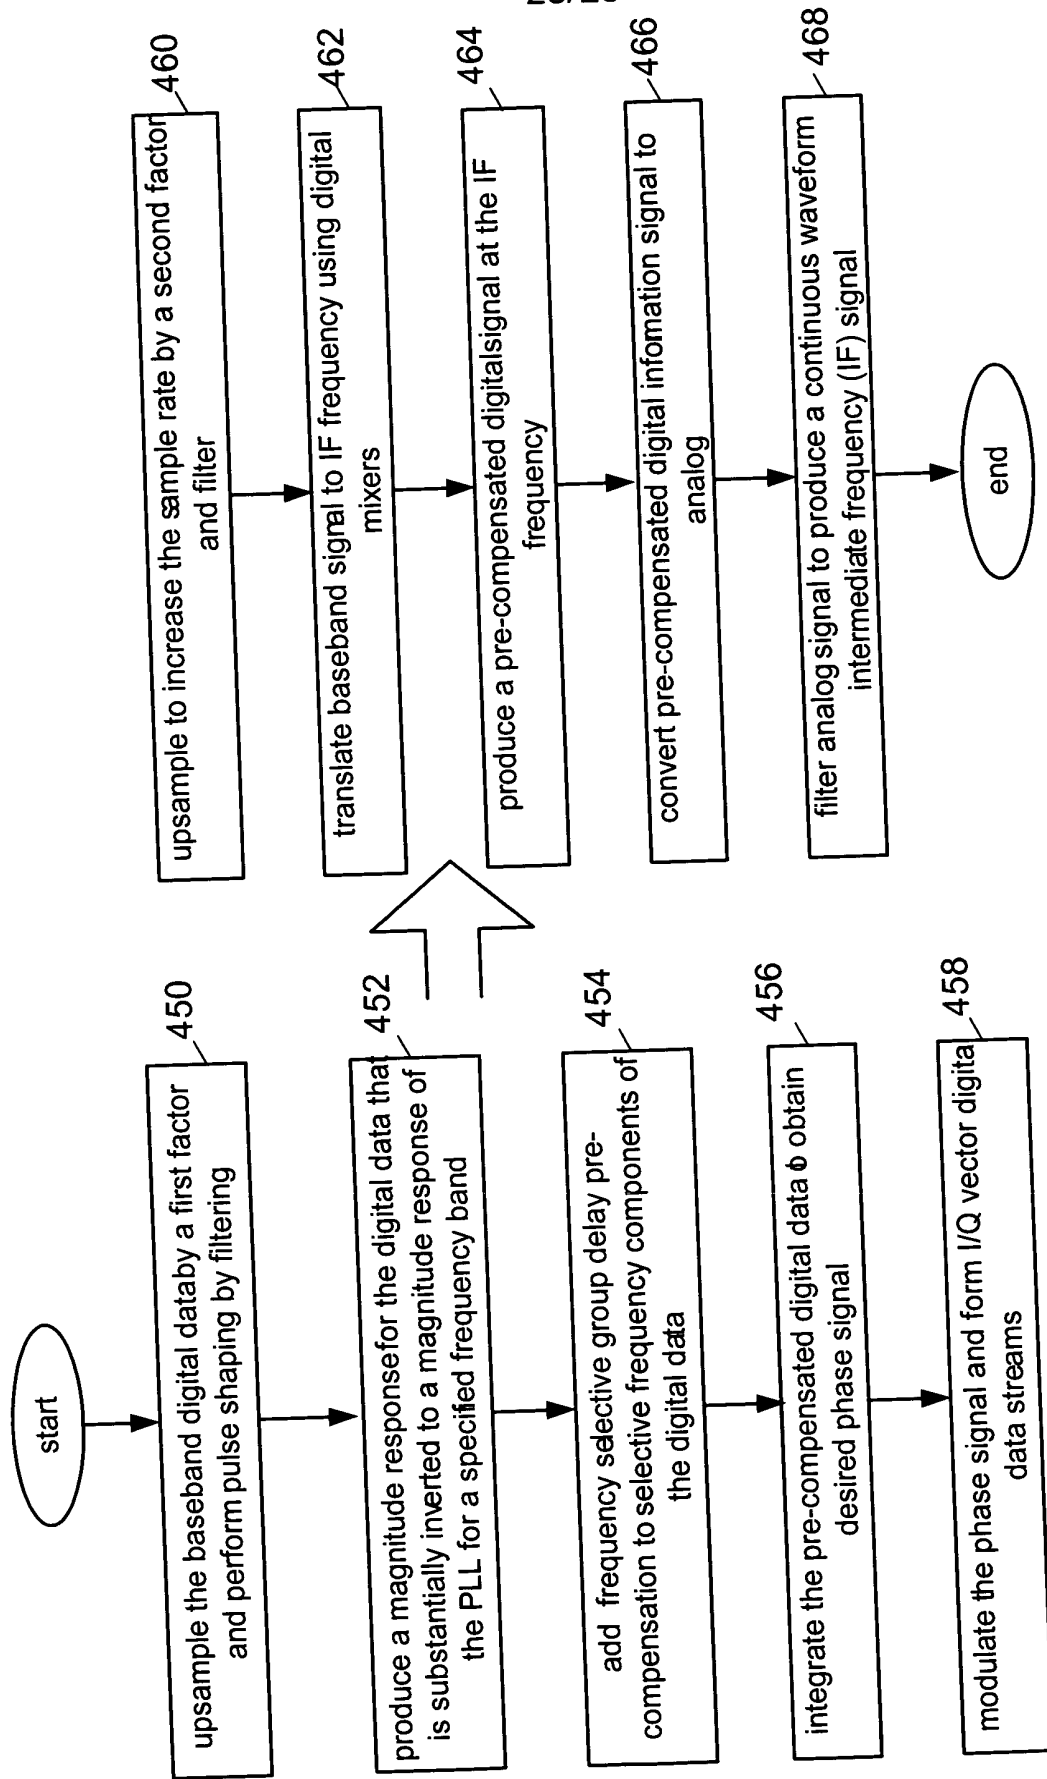 start
450
upsample the baseband digital databy a first factor
and perform pulse shaping by filtering
452
produce a magnitude responsefor the digital data that
is substantially inverted to a magnitude response of
the PLL for a specified frequency band
454
add frequency selective group delay pre-
compensation to selective frequency components of
the digital data
456
integrate the pre-compensated digital data to obtain
desired phase signal
458
modulate the phase signal and form I/Q vector digital
data streams
460
upsample to increase the sample rate by a second factor
and filter
462
translate baseband signal to IF frequency using digital
mixers
464
produce a pre-compensated digitalsignal at the IF
frequency
466
convert pre-compensated digital infomation signal to
analog
468
filter analog signal to produce a continuous waveform
intermediate frequency (IF) signal
end